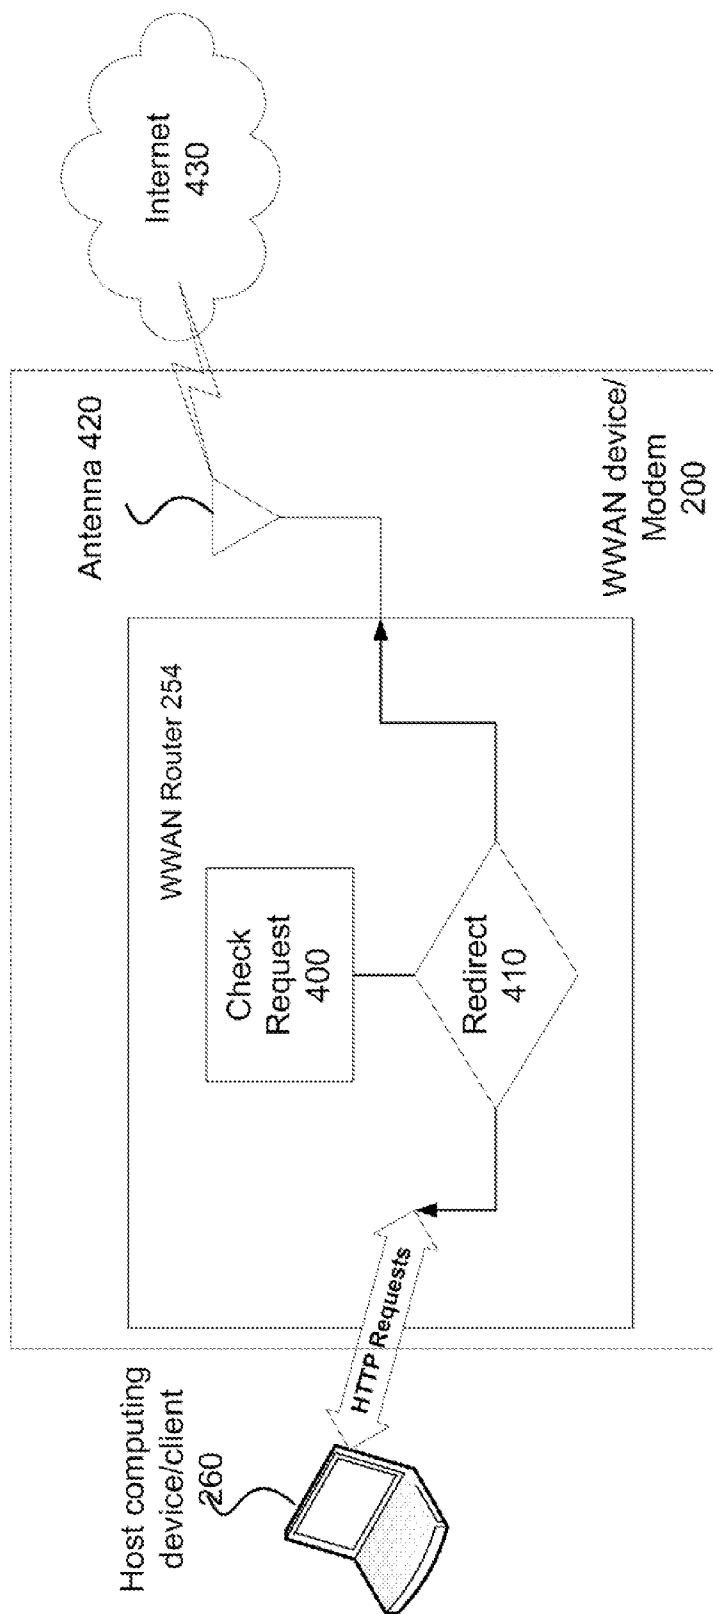 Host computing
device/client
260
HTTP Requests
WWAN Router 254
Check
Request
400
Redirect
410
Antenna 420
WWAN device/
Modem
200
Internet
430